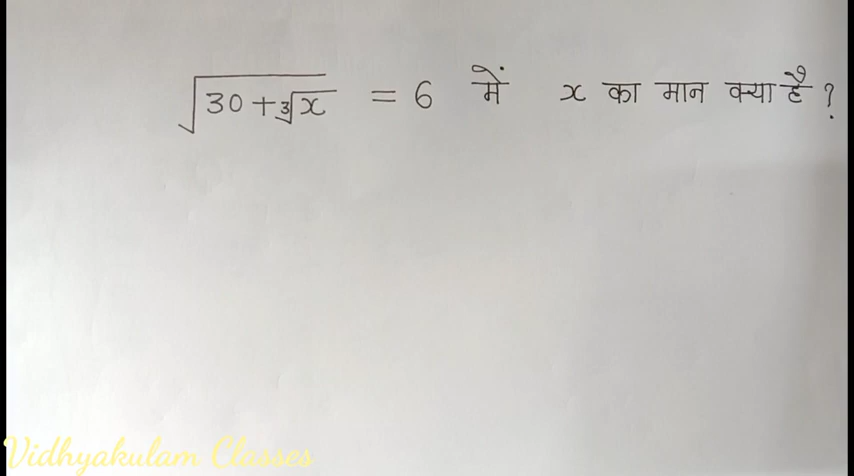 √(30 + ∛x) = 6 में x का मान क्या है ?
Vidhyakulam Classes